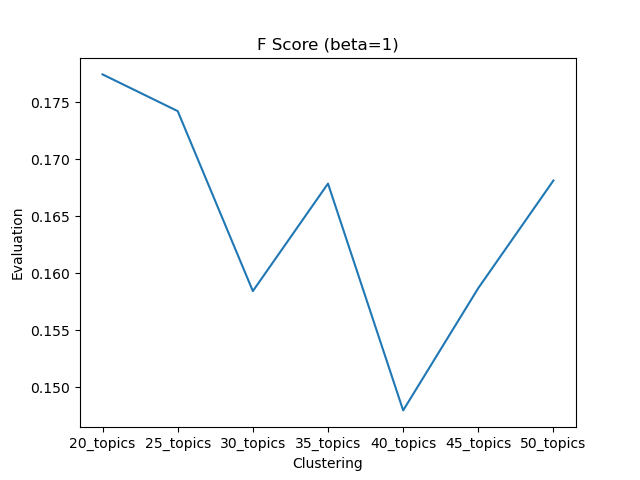 F Score (beta=1)
Evaluation
0.175
0.170
0.165
0.160
0.155
0.150
20_topics 25_topics 30_topics 35_topics 40_topics 45_topics 50_topics
Clustering